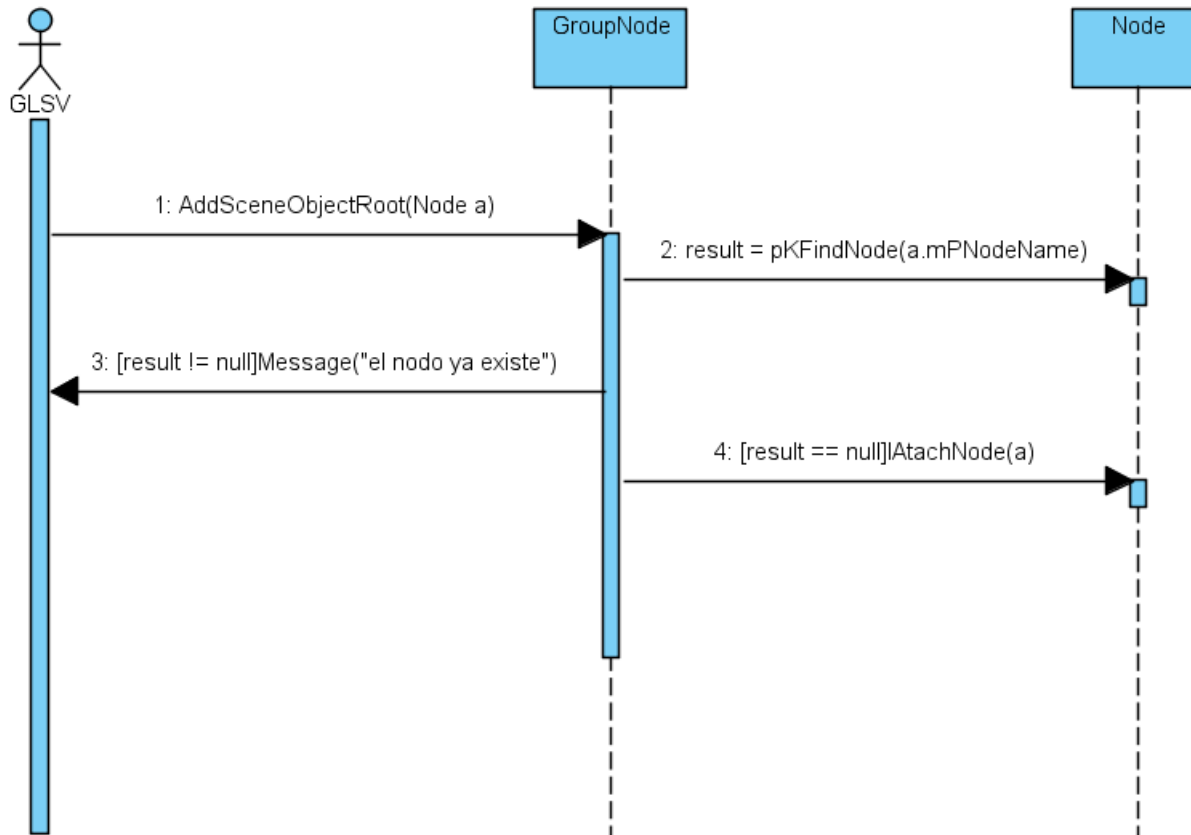 GroupNode
Node
GLSV
1: AddSceneObjectRoot(Node a)
2: result = pKFindNode(a.mPNodeName)
3: [result != null]Message("el nodo ya existe")
4: [result == null]lAtachNode(a)